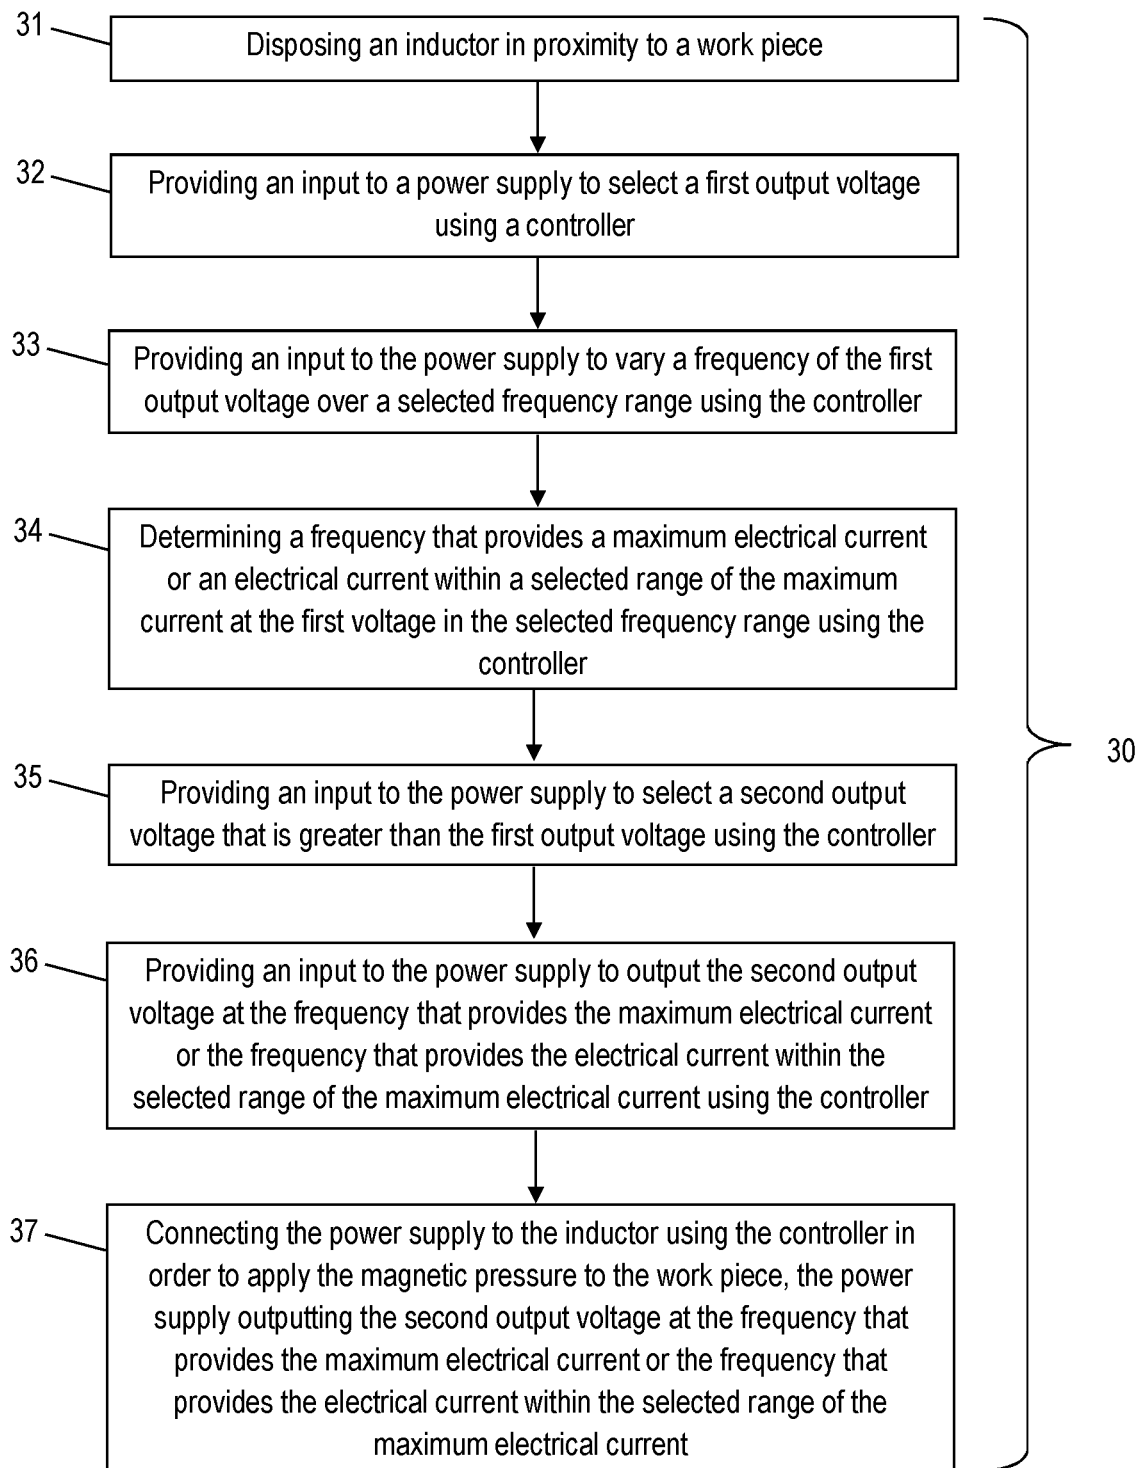 31
Disposing an inductor in proximity to a work piece
32
Providing an input to a power supply to select a first output voltage
using a controller
33
Providing an input to the power supply to vary a frequency of the first
output voltage over a selected frequency range using the controller
34
Determining a frequency that provides a maximum electrical current
or an electrical current within a selected range of the maximum
current at the first voltage in the selected frequency range using the
controller
30
35
Providing an input to the power supply to select a second output
voltage that is greater than the first output voltage using the controller
36
Providing an input to the power supply to output the second output
voltage at the frequency that provides the maximum electrical current
or the frequency that provides the electrical current within the
selected range of the maximum electrical current using the controller
37
Connecting the power supply to the inductor using the controller in
order to apply the magnetic pressure to the work piece, the power
supply outputting the second output voltage at the frequency that
provides the maximum electrical current or the frequency that
provides the electrical current within the selected range of the
maximum electrical current